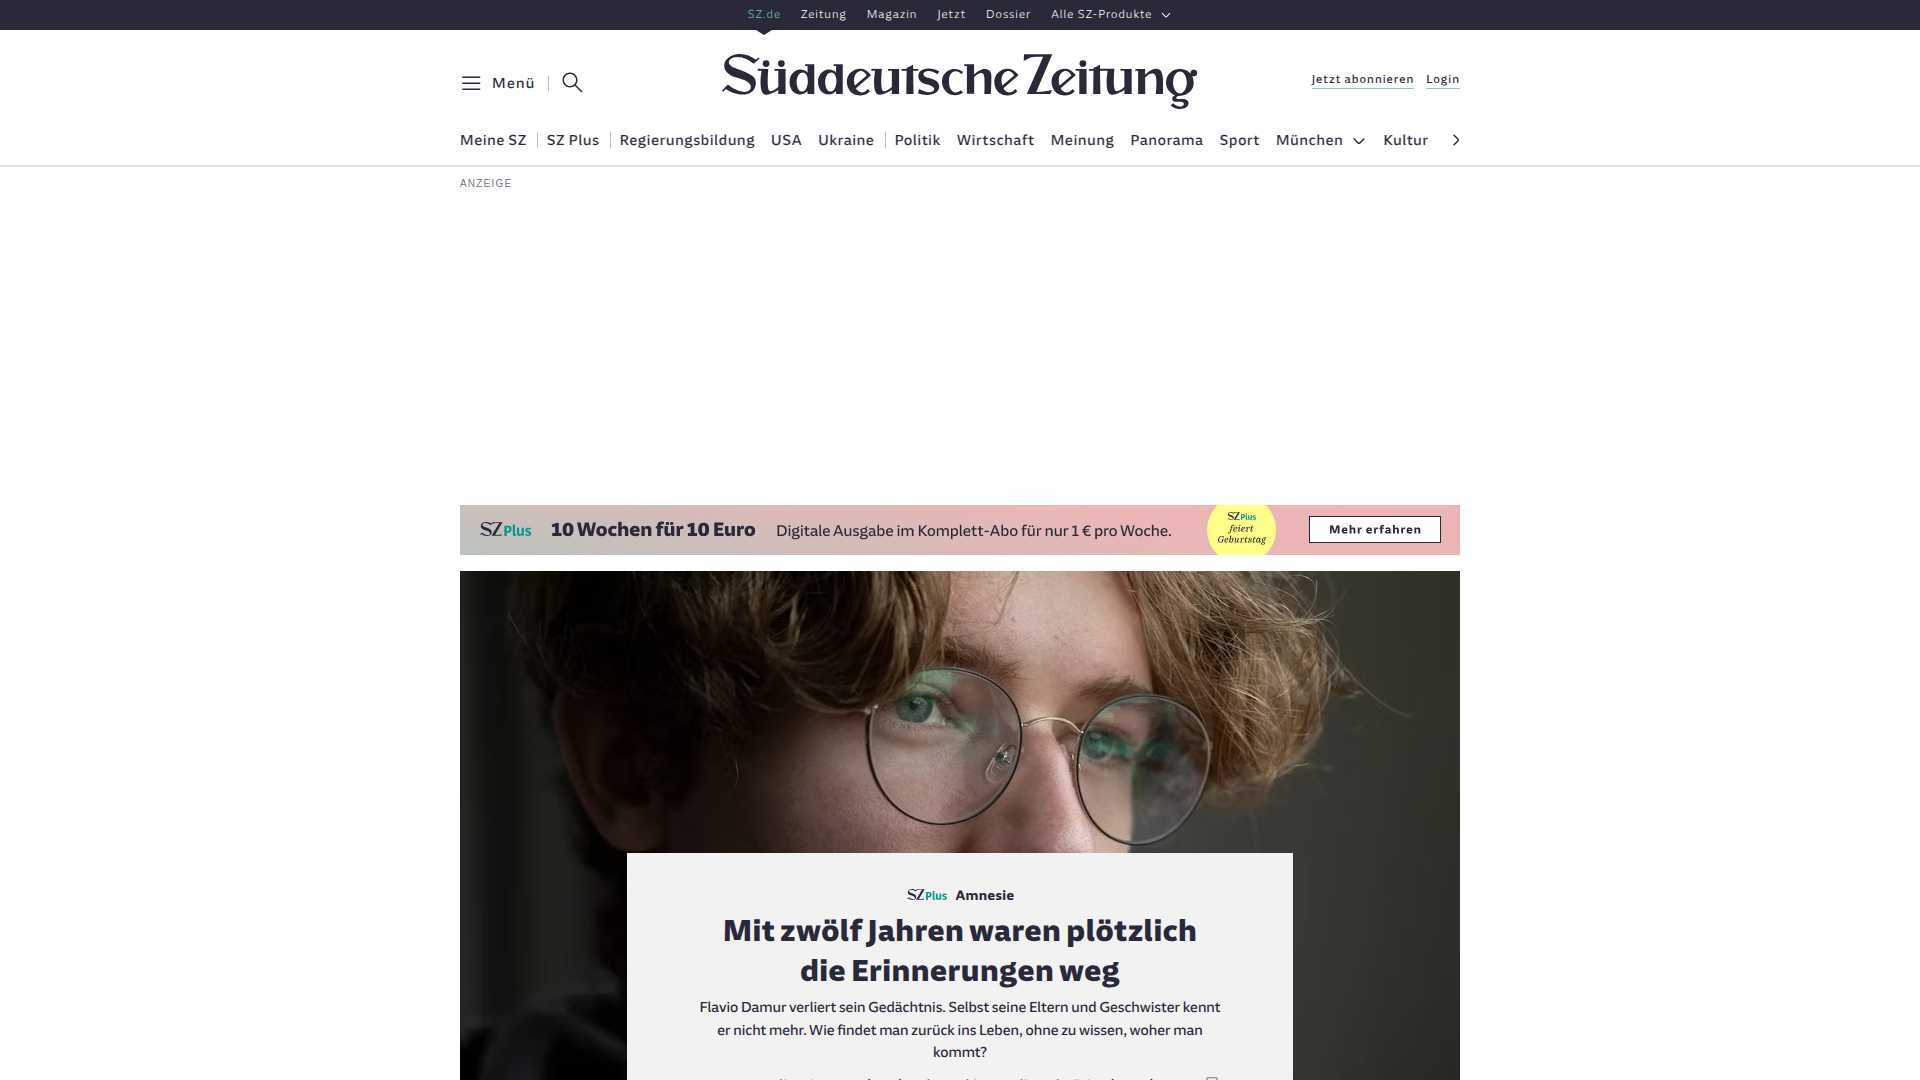 SZ.de Zeitung Magazin Jetzt Dossier Alle SZ-Produkte
Menü
Süddeutsche Zeitung
Jetzt abonnieren Login
Meine SZ SZ Plus Regierungsbildung USA Ukraine Politik Wirtschaft Meinung Panorama Sport München Kultur
ANZEIGE
SZ Plus 10 Wochen für 10 Euro Digitale Ausgabe im Komplett-Abo für nur 1 € pro Woche.
SZ Plus
feiert
Geburtstag
Mehr erfahren
SZ Plus Amnesie
Mit zwölf Jahren waren plötzlich
die Erinnerungen weg
Flavio Damur verliert sein Gedächtnis. Selbst seine Eltern und Geschwister kennt
er nicht mehr. Wie findet man zurück ins Leben, ohne zu wissen, woher man
kommt?